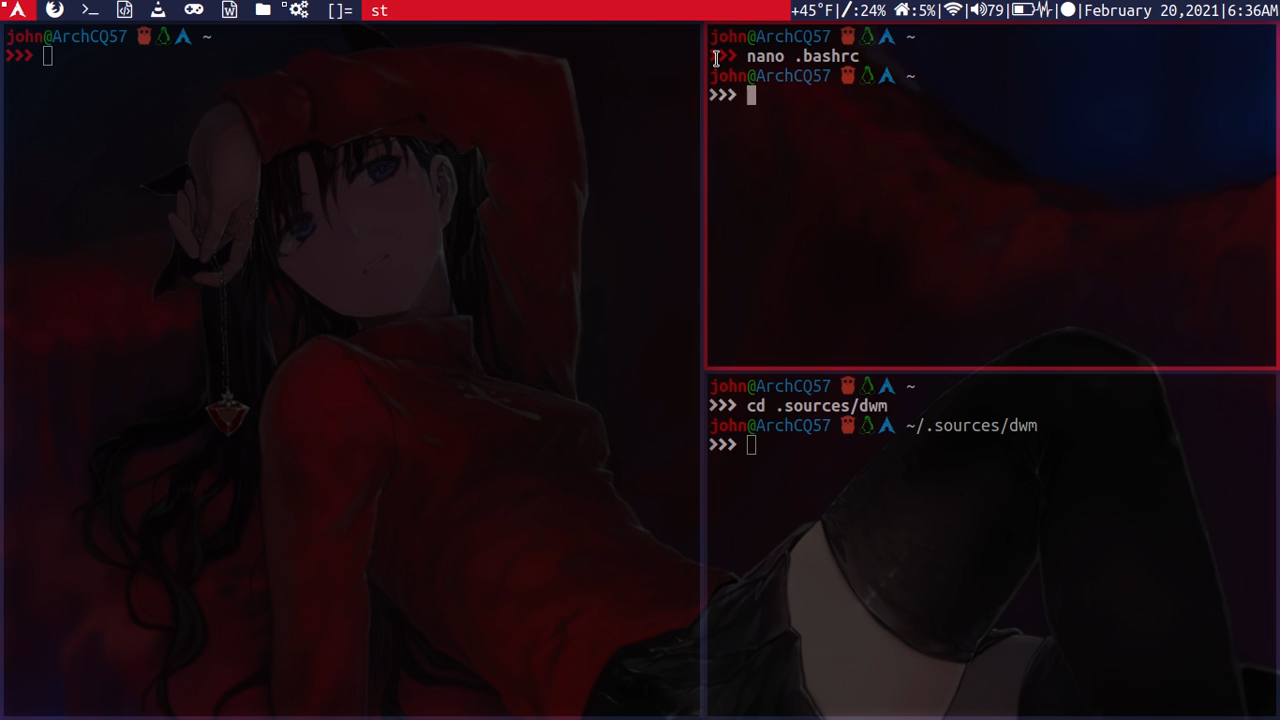 []= st +45°F|:24% :5%||79||February 20,2021|6:36AM
john@ArchCQ57 ~
>>>
john@ArchCQ57 ~
>>> nano .bashrc
john@ArchCQ57 ~
>>>
john@ArchCQ57 ~
>>> cd .sources/dwm
john@ArchCQ57 ~/.sources/dwm
>>>